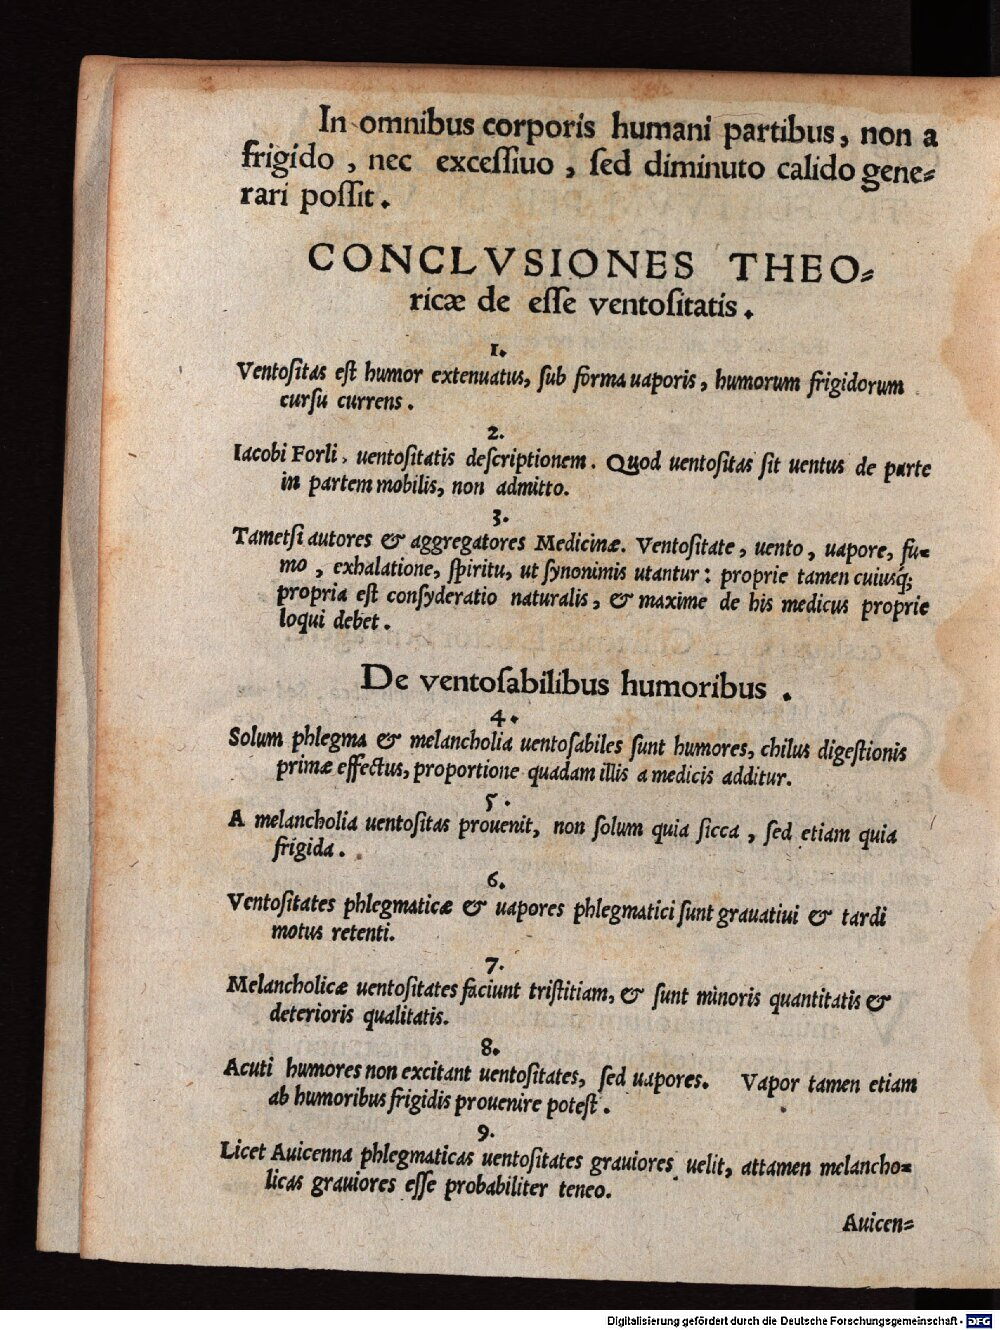 In omnibus corporis humani partibus, non a
frigido, nec excessiuo, sed diminuto calido gene-
rari possit.
CONCLVSIONES THEO-
ricæ de esse ventositatis.
1.
Ventositas est humor extenuatus, sub forma uaporis, humorum frigidorum
cursu currens.
2.
Iacobi Forli, uentositatis descriptionem. Quod uentositas sit uentus de parte
in partem mobilis, non admitto.
3.
Tametsi autores & aggregatores Medicinæ. Ventositate, uento, uapore, fu-
mo, exhalatione, spiritu, ut synonimis utantur: proprie tamen cuiusq́;
propria est consyderatio naturalis, & maxime de his medicus proprie
loqui debet.
De ventosabilibus humoribus.
4.
Solum phlegma & melancholia uentosabiles sunt humores, chilus digestionis
primæ effectus, proportione quadam illis a medicis additur.
5.
A melancholia uentositas prouenit, non solum quia sicca, sed etiam quia
frigida.
6.
Ventositates phlegmaticæ & uapores phlegmatici sunt grauatiui & tardi
motus retenti.
7.
Melancholicæ uentositates faciunt tristitiam, & sunt minoris quantitatis &
deterioris qualitatis.
8.
Acuti humores non excitant uentositates, sed uapores. Vapor tamen etiam
ab humoribus frigidis prouenire potest.
9.
Licet Auicenna phlegmaticas uentositates grauiores uelit, attamen melancho-
licas grauiores esse probabiliter teneo.
Auicen-
Digitalisierung gefördert durch die Deutsche Forschungsgemeinschaft - DFG